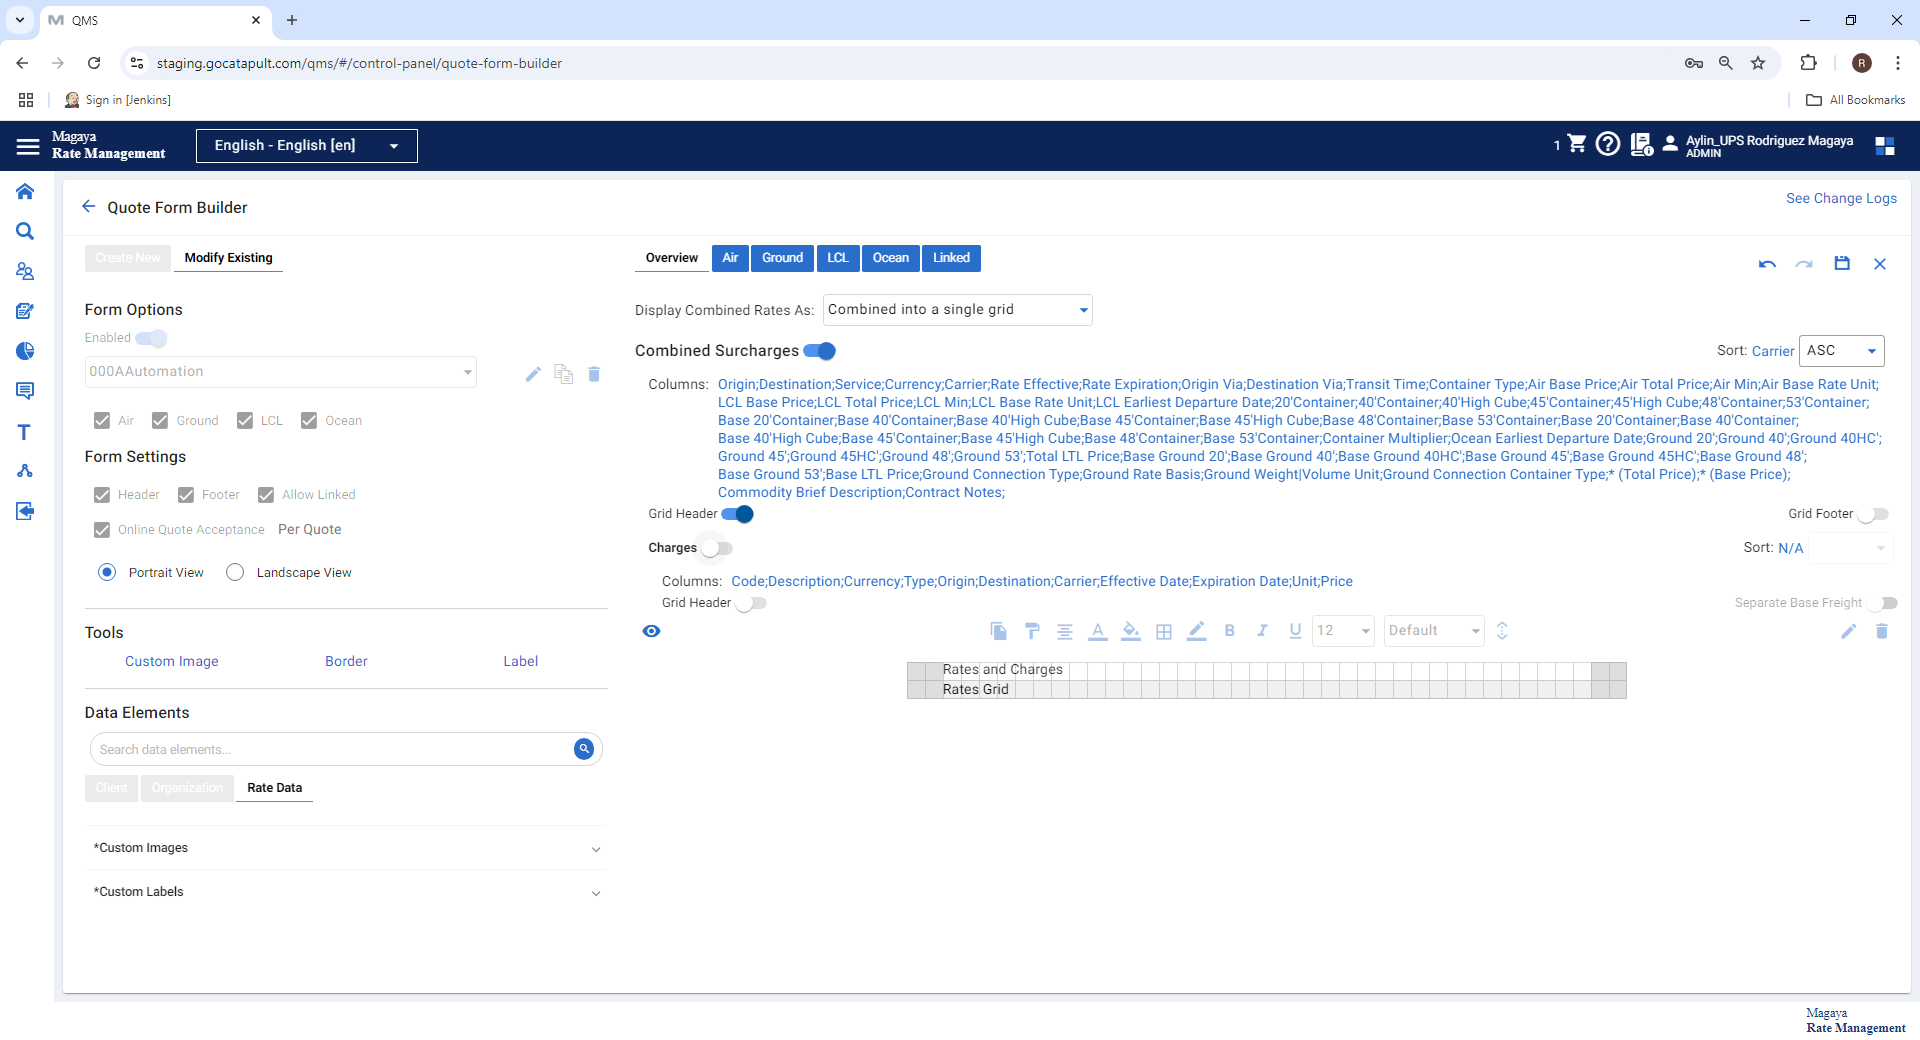 QMS
staging.gocatapult.com/qms/#/control-panel/quote-form-builder
Sign in [Jenkins]
All Bookmarks
R
Magaya
Rate Management
English - English [en]
1
Aylin_UPS Rodriguez Magaya
ADMIN
Quote Form Builder
See Change Logs
Create New
Modify Existing
Form Options
Enabled
000AAutomation
Air
Ground
LCL
Ocean
Form Settings
Header
Footer
Allow Linked
Online Quote Acceptance
Per Quote
Portrait View
Landscape View
Tools
Custom Image
Border
Label
Data Elements
Search data elements...
Client
Organization
Rate Data
*Custom Images
*Custom Labels
Overview
Air
Ground
LCL
Ocean
Linked
Display Combined Rates As:
Combined into a single grid
Combined Surcharges
Sort: Carrier
ASC
Columns:
Origin;Destination;Service;Currency;Carrier;Rate Effective;Rate Expiration;Origin Via;Destination Via;Transit Time;Container Type;Air Base Price;Air Total Price;Air Min;Air Base Rate Unit;
LCL Base Price;LCL Total Price;LCL Min;LCL Base Rate Unit;LCL Earliest Departure Date;20'Container;40'Container;40'High Cube;45'Container;45'High Cube;48'Container;53'Container;
Base 20'Container;Base 40'Container;Base 40'High Cube;Base 45'Container;Base 45'High Cube;Base 48'Container;Base 53'Container;Base 20'Container;Base 40'Container;
Base 40'High Cube;Base 45'Container;Base 45'High Cube;Base 48'Container;Base 53'Container;Container Multiplier;Ocean Earliest Departure Date;Ground 20';Ground 40';Ground 40HC';
Ground 45';Ground 45HC';Ground 48';Ground 53';Total LTL Price;Base Ground 20';Base Ground 40';Base Ground 40HC';Base Ground 45';Base Ground 45HC';Base Ground 48';
Base Ground 53';Base LTL Price;Ground Connection Type;Ground Rate Basis;Ground Weight|Volume Unit;Ground Connection Container Type;* (Total Price);* (Base Price);
Commodity Brief Description;Contract Notes;
Grid Header
Grid Footer
Charges
Sort: N/A
Columns:
Code;Description;Currency;Type;Origin;Destination;Carrier;Effective Date;Expiration Date;Unit;Price
Grid Header
Separate Base Freight
A
B
I
U
12
Default
Rates and Charges
Rates Grid
Magaya
Rate Management